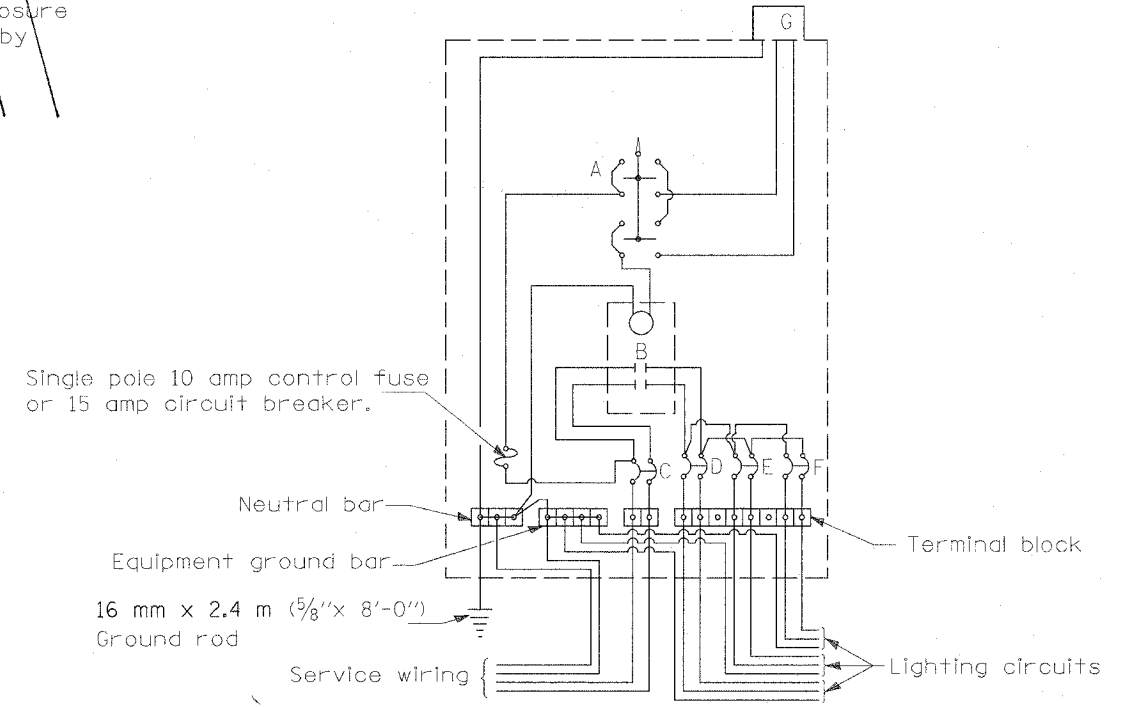 osure
by
G
A
B
Single pole 10 amp control fuse
or 15 amp circuit breaker.
C
D
E
F
Neutral bar
Equipment ground bar
Terminal block
16 mm x 2.4 m (5/8"x 8'-0")
Ground rod
Service wiring
Lighting circuits